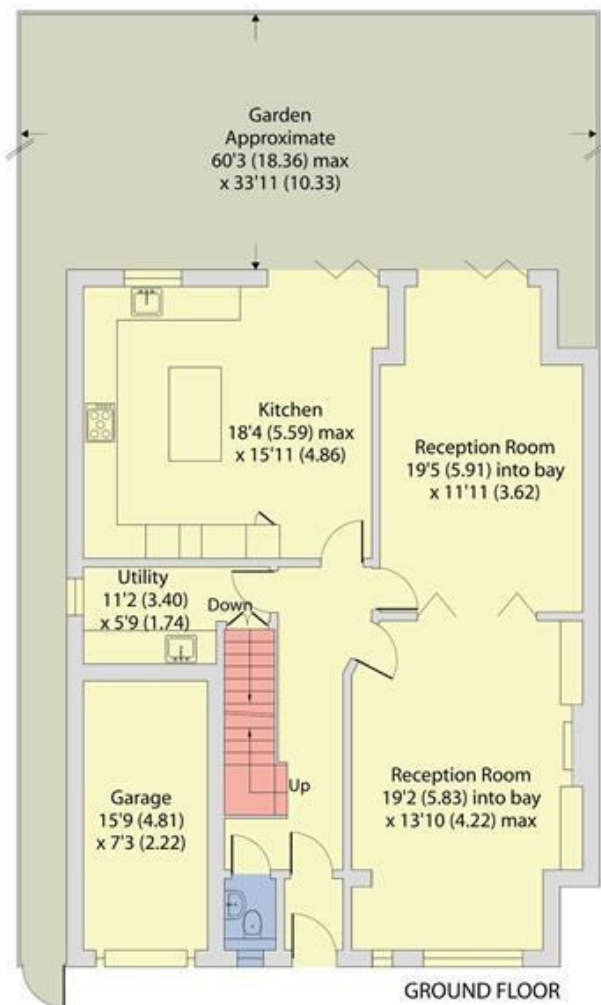 Garden
Approximate
60'3 (18.36) max
x 33'11 (10.33)
Kitchen
18'4 (5.59) max
x 15'11 (4.86)
Reception Room
19'5 (5.91) into bay
x 11'11 (3.62)
Utility
11'2 (3.40)
x 5'9 (1.74)
Down
Up
Garage
15'9 (4.81)
x 7'3 (2.22)
Reception Room
19'2 (5.83) into bay
x 13'10 (4.22) max
GROUND FLOOR